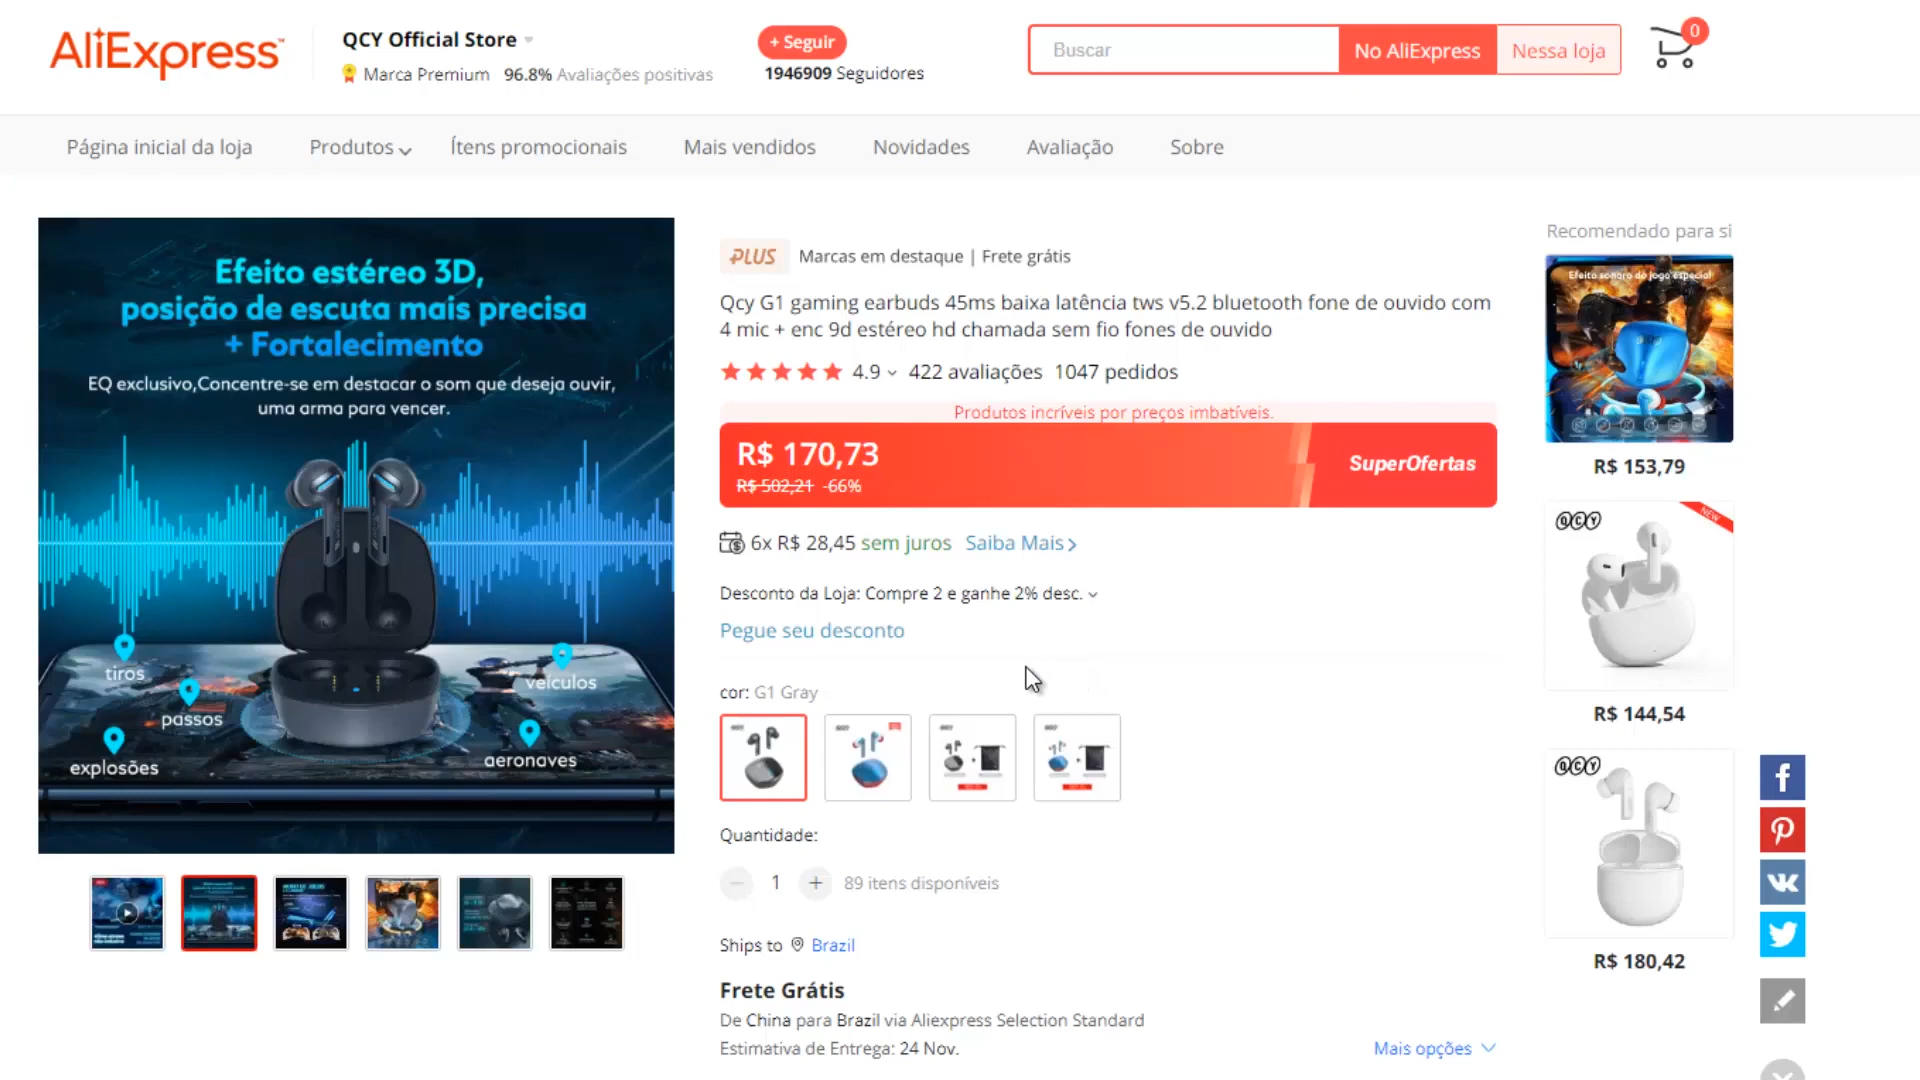 AliExpress™
QCY Official Store
Marca Premium 96.8% Avaliações positivas
+ Seguir
1946909 Seguidores
Buscar
No AliExpress
Nessa loja
0
Página inicial da loja
Produtos
Ítens promocionais
Mais vendidos
Novidades
Avaliação
Sobre
Efeito estéreo 3D,
posição de escuta mais precisa
+ Fortalecimento
EQ exclusivo,Concentre-se em destacar o som que deseja ouvir,
uma arma para vencer.
tiros
passos
explosões
veículos
aeronaves
PLUS
Marcas em destaque | Frete grátis
Qcy G1 gaming earbuds 45ms baixa latência tws v5.2 bluetooth fone de ouvido com
4 mic + enc 9d estéreo hd chamada sem fio fones de ouvido
4.9 422 avaliações 1047 pedidos
Produtos incríveis por preços imbatíveis.
R$ 170,73
R$ 502,21 -66%
SuperOfertas
6x R$ 28,45 sem juros Saiba Mais
Desconto da Loja: Compre 2 e ganhe 2% desc.
Pegue seu desconto
cor: G1 Gray
Quantidade:
1
89 itens disponíveis
Ships to Brazil
Frete Grátis
De China para Brazil via Aliexpress Selection Standard
Estimativa de Entrega: 24 Nov.
Mais opções
Recomendado para si
Efeito sonoro do jogo especial
R$ 153,79
QCY
NEW
R$ 144,54
QCY
R$ 180,42